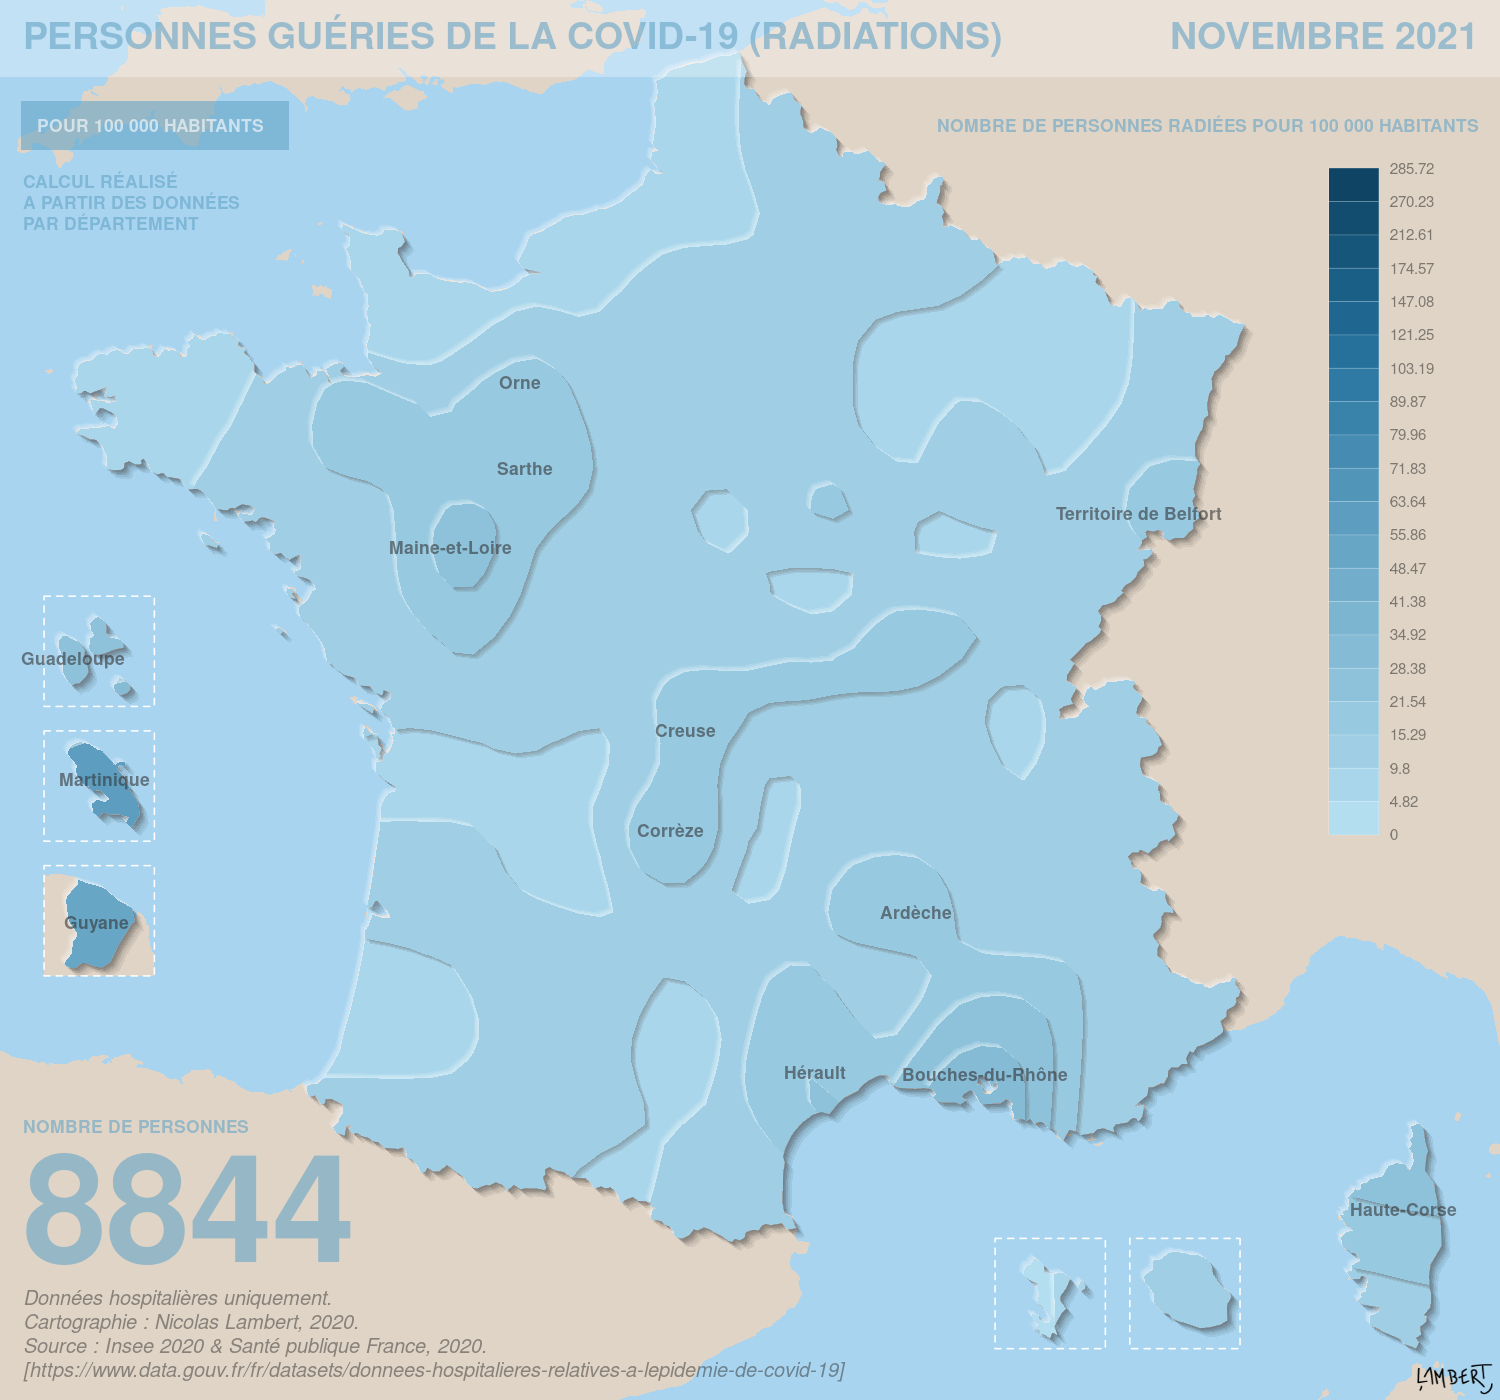 PERSONNES GUÉRIES DE LA COVID-19 (RADIATIONS)
NOVEMBRE 2021
POUR 100 000 HABITANTS
CALCUL RÉALISÉ
A PARTIR DES DONNÉES
PAR DÉPARTEMENT
NOMBRE DE PERSONNES RADIÉES POUR 100 000 HABITANTS
285.72
270.23
212.61
174.57
147.08
121.25
103.19
89.87
79.96
71.83
63.64
55.86
48.47
41.38
34.92
28.38
21.54
15.29
9.8
4.82
0
Orne
Sarthe
Maine-et-Loire
Territoire de Belfort
Guadeloupe
Creuse
Martinique
Corrèze
Ardèche
Guyane
Hérault
Bouches-du-Rhône
Haute-Corse
NOMBRE DE PERSONNES
8844
Données hospitalières uniquement.
Cartographie : Nicolas Lambert, 2020.
Source : Insee 2020 & Santé publique France, 2020.
[https://www.data.gouv.fr/fr/datasets/donnees-hospitalieres-relatives-a-lepidemie-de-covid-19]
LAMBERT